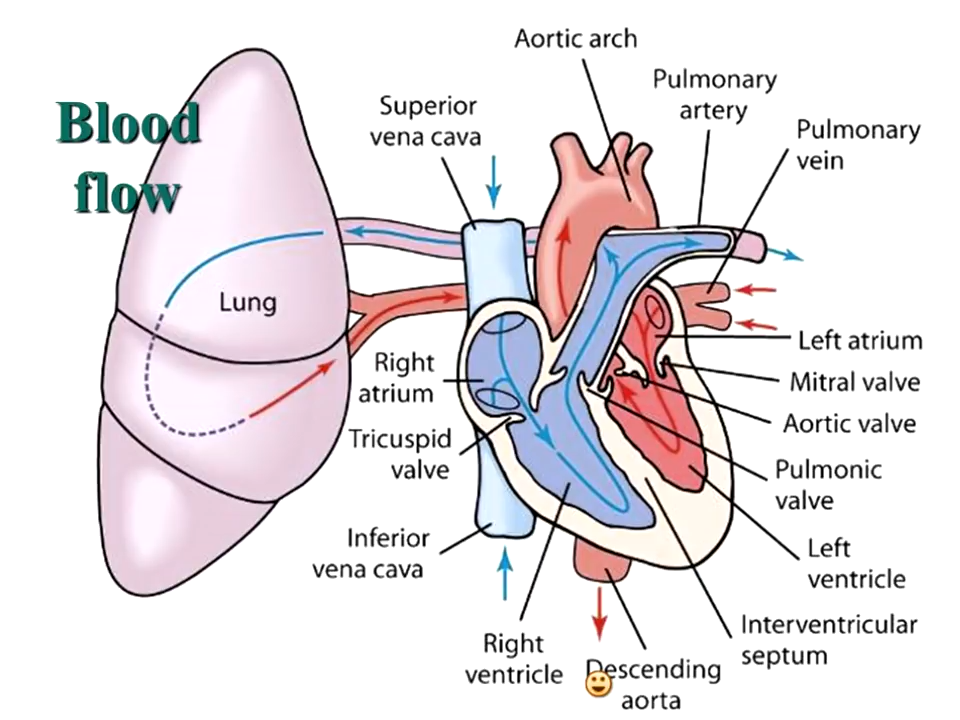 Blood
flow
Aortic arch
Pulmonary
artery
Superior
vena cava
Pulmonary
vein
Lung
Left atrium
Right
atrium
Mitral valve
Aortic valve
Tricuspid
valve
Pulmonic
valve
Inferior
vena cava
Left
ventricle
Interventricular
septum
Right
ventricle
Descending
aorta